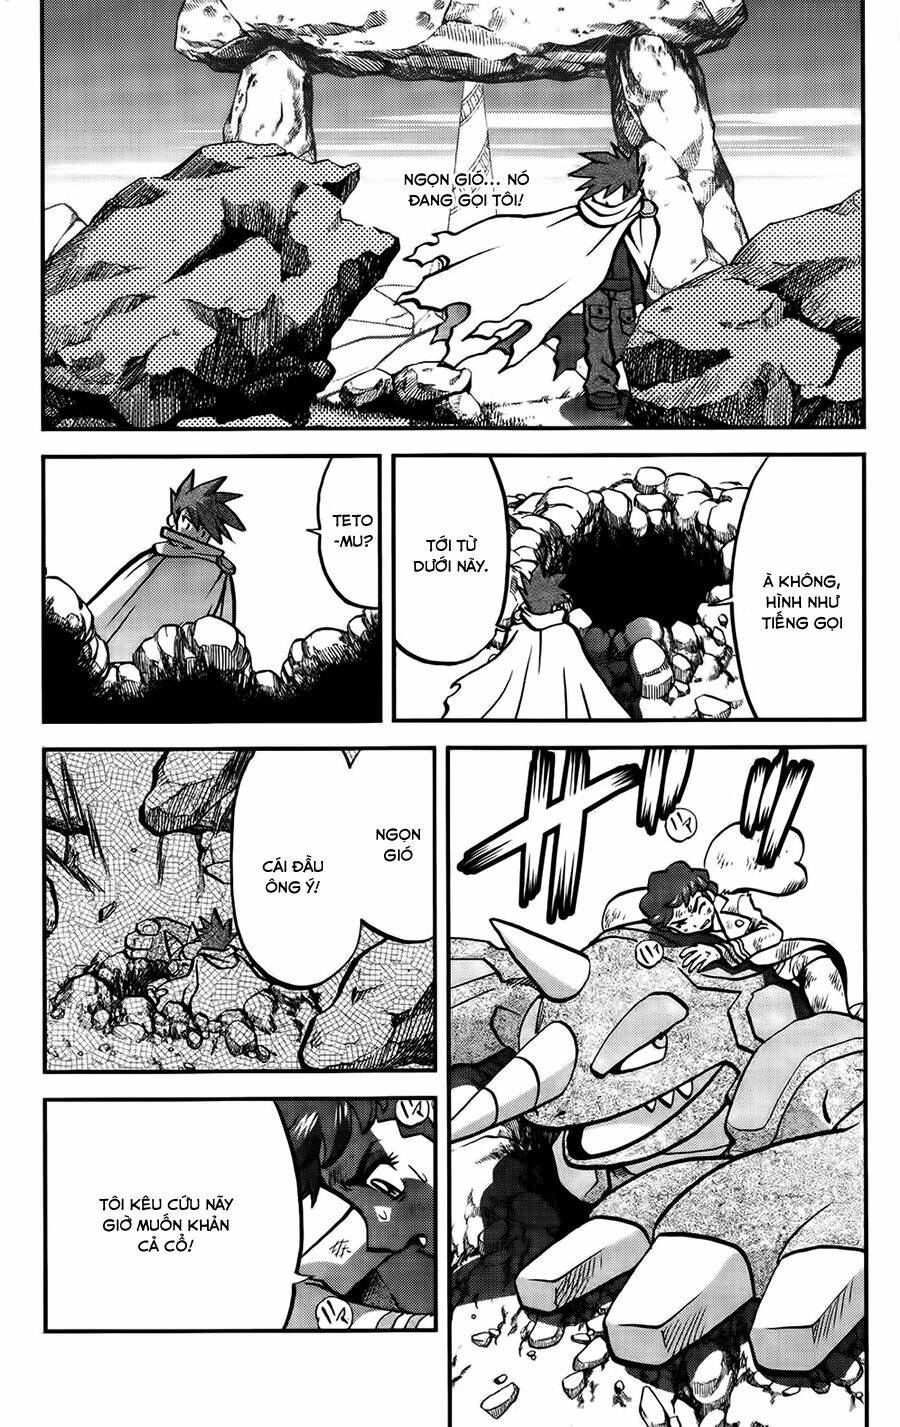 NGỌN GIÓ... NÓ
ĐANG GỌI TÔI!
À KHÔNG,
HÌNH NHƯ
TIẾNG GỌI
TỚI TỪ
DƯỚI NÀY.
TETO
-MU?
NGỌN
GIÓ
CÁI ĐẦU
ÔNG Ý!
TÔI KÊU CỨU NÃY
GIỜ MUỐN KHẢN
CẢ CỔ!